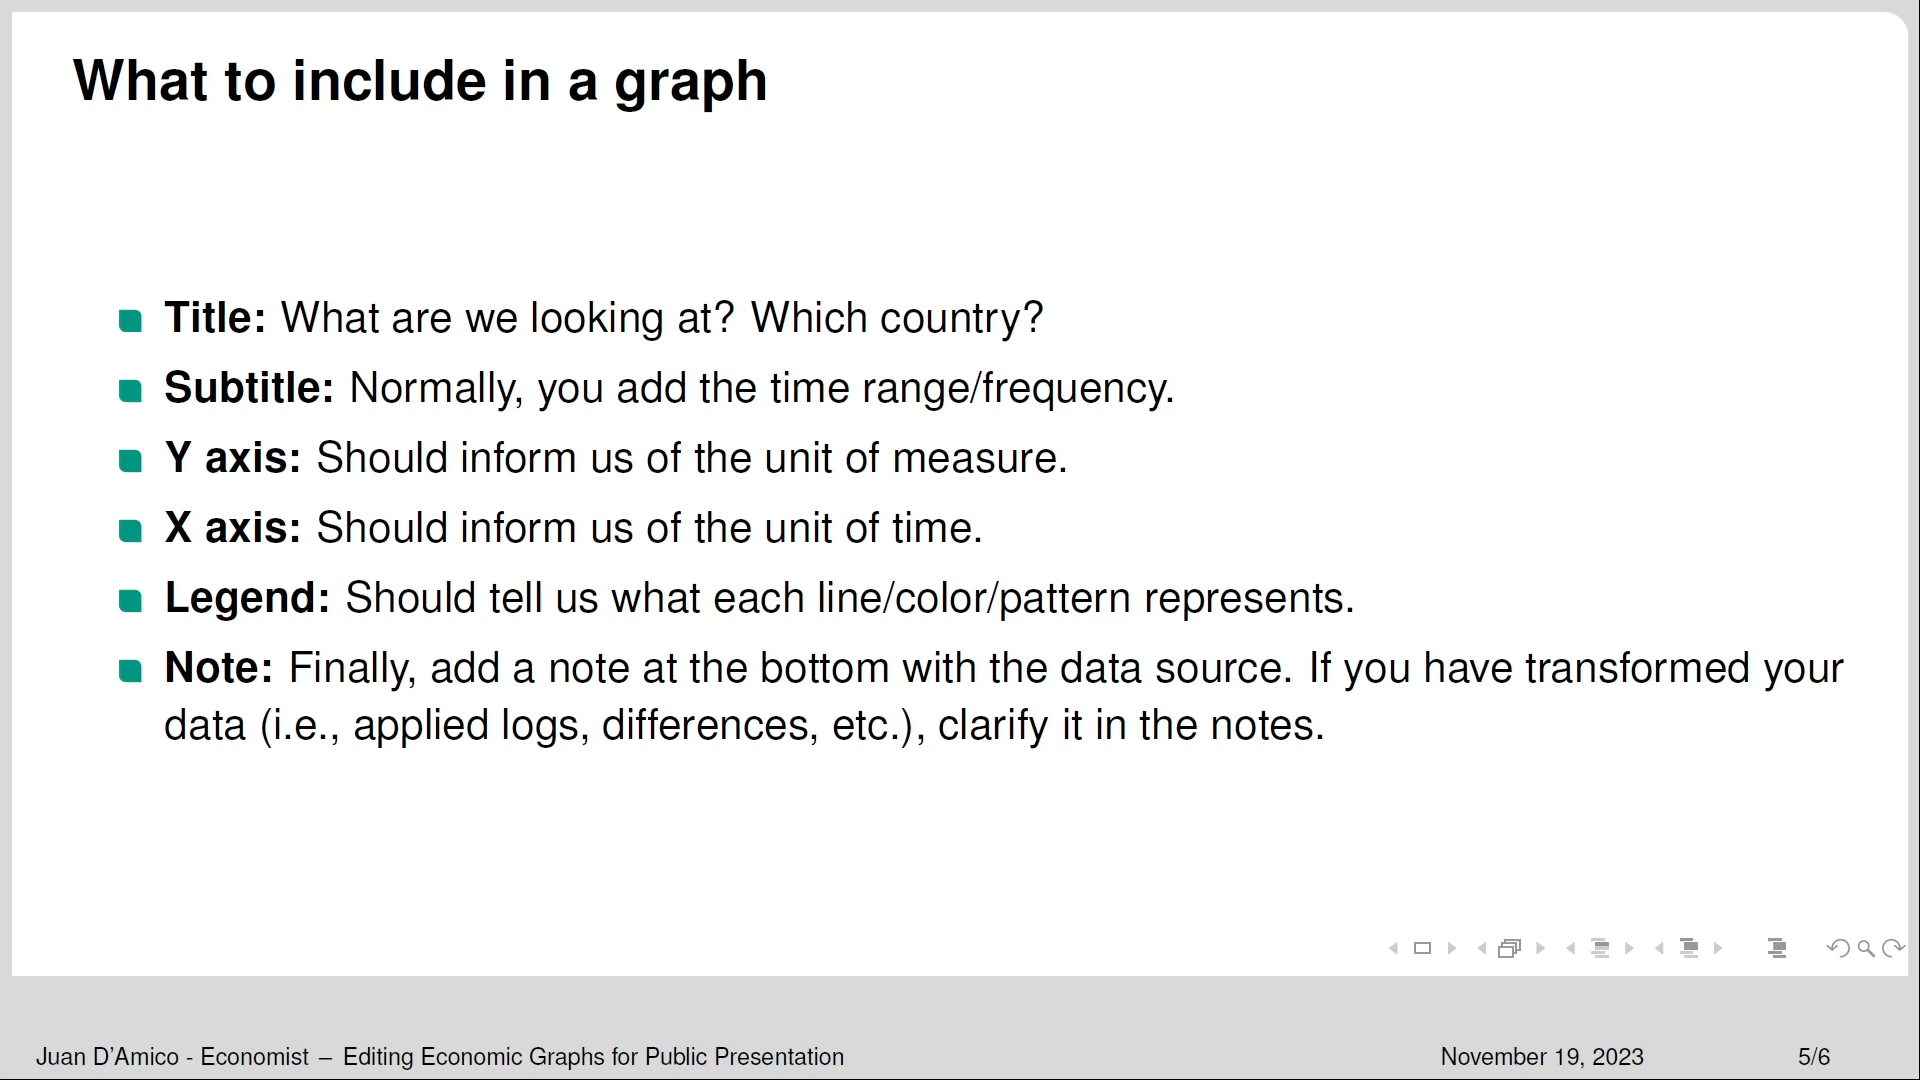 What to include in a graph
Title: What are we looking at? Which country?
Subtitle: Normally, you add the time range/frequency.
Y axis: Should inform us of the unit of measure.
X axis: Should inform us of the unit of time.
Legend: Should tell us what each line/color/pattern represents.
Note: Finally, add a note at the bottom with the data source. If you have transformed your
data (i.e., applied logs, differences, etc.), clarify it in the notes.
Juan D'Amico - Economist – Editing Economic Graphs for Public Presentation
November 19, 2023
5/6